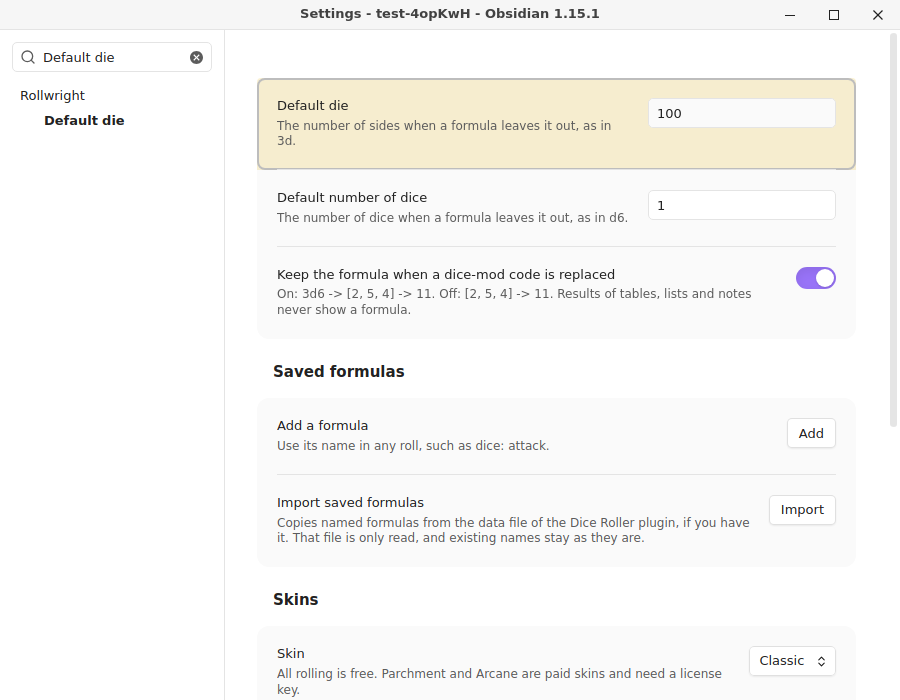 Settings - test-4opKwH - Obsidian 1.15.1
Default die
Rollwright
Default die
Default die
The number of sides when a formula leaves it out, as in
3d.
100
Default number of dice
The number of dice when a formula leaves it out, as in d6.
1
Keep the formula when a dice-mod code is replaced
On: 3d6 -> [2, 5, 4] -> 11. Off: [2, 5, 4] -> 11. Results of tables, lists and notes
never show a formula.
Saved formulas
Add a formula
Use its name in any roll, such as dice: attack.
Add
Import saved formulas
Copies named formulas from the data file of the Dice Roller plugin, if you have
it. That file is only read, and existing names stay as they are.
Import
Skins
Skin
All rolling is free. Parchment and Arcane are paid skins and need a license
key.
Classic